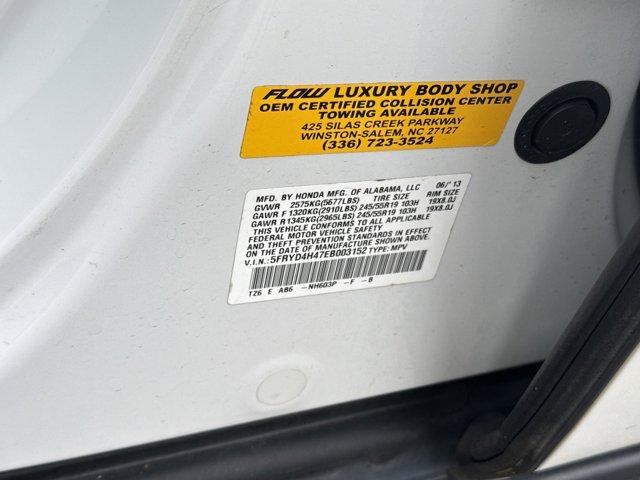 FLOW LUXURY BODY SHOP
OEM CERTIFIED COLLISION CENTER
TOWING AVAILABLE
425 SILAS CREEK PARKWAY
WINSTON-SALEM, NC 27127
(336) 723-3524
MFD. BY HONDA MFG. OF ALABAMA, LLC 06/'13
GVWR 2575KG(5677LBS) TIRE SIZE RIM SIZE
GAWR F 1320KG(2910LBS) 245/55R19 103H 19X8.0J
GAWR R1345KG(2965LBS) 245/55R19 103H 19X8.0J
THIS VEHICLE CONFORMS TO ALL APPLICABLE
FEDERAL MOTOR VEHICLE SAFETY
AND THEFT PREVENTION STANDARDS IN EFFECT
ON THE DATE OF MANUFACTURE SHOWN ABOVE.
V.I.N.: 5FRYD4H47EB003152 TYPE: MPV
TZ6 E AB6 -NH603P -F -B